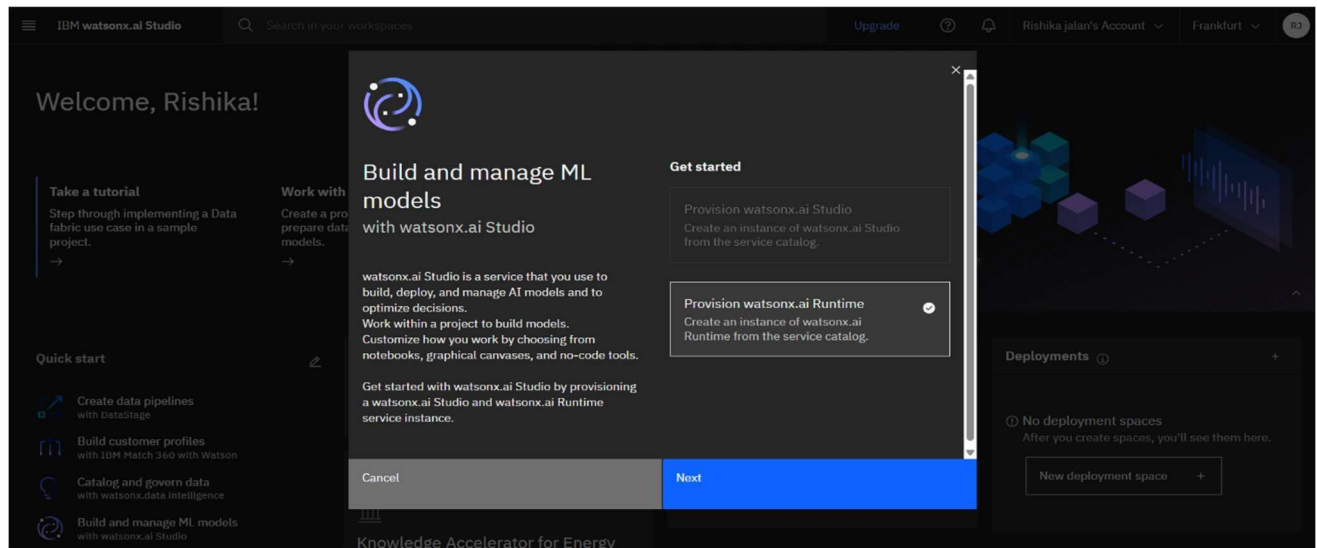 IBM watsonx.ai Studio
Search in your workspaces
Upgrade
Rishika jalan's Account
Frankfurt
RJ
Welcome, Rishika!
Take a tutorial
Step through implementing a Data
fabric use case in a sample
project.
Work with
Create a pro
prepare data
models.
Build and manage ML
models
with watsonx.ai Studio
watsonx.ai Studio is a service that you use to
build, deploy, and manage AI models and to
optimize decisions.
Work within a project to build models.
Customize how you work by choosing from
notebooks, graphical canvases, and no-code tools.
Get started with watsonx.ai Studio by provisioning
a watsonx.ai Studio and watsonx.ai Runtime
service instance.
Get started
Provision watsonx.ai Studio
Create an instance of watsonx.ai Studio
from the service catalog.
Provision watsonx.ai Runtime
Create an instance of watsonx.ai
Runtime from the service catalog.
Cancel
Next
Quick start
Create data pipelines
with DataStage
Build customer profiles
with IBM Match 360 with Watson
Catalog and govern data
with watsonx.data intelligence
Build and manage ML models
with watsonx.ai Studio
Knowledge Accelerator for Energy
Deployments
No deployment spaces
After you create spaces, you'll see them here.
New deployment space +